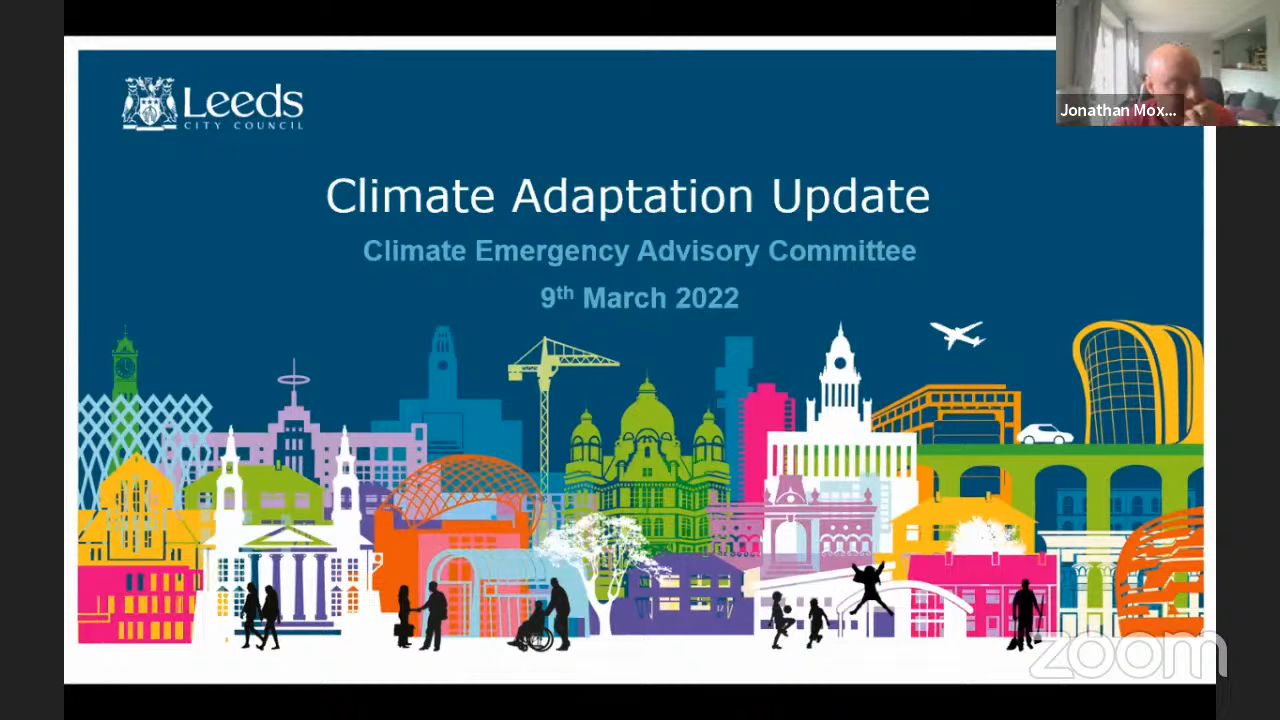 Leeds
CITY COUNCIL
Jonathan Mox...
Climate Adaptation Update
Climate Emergency Advisory Committee
9th March 2022
zoom